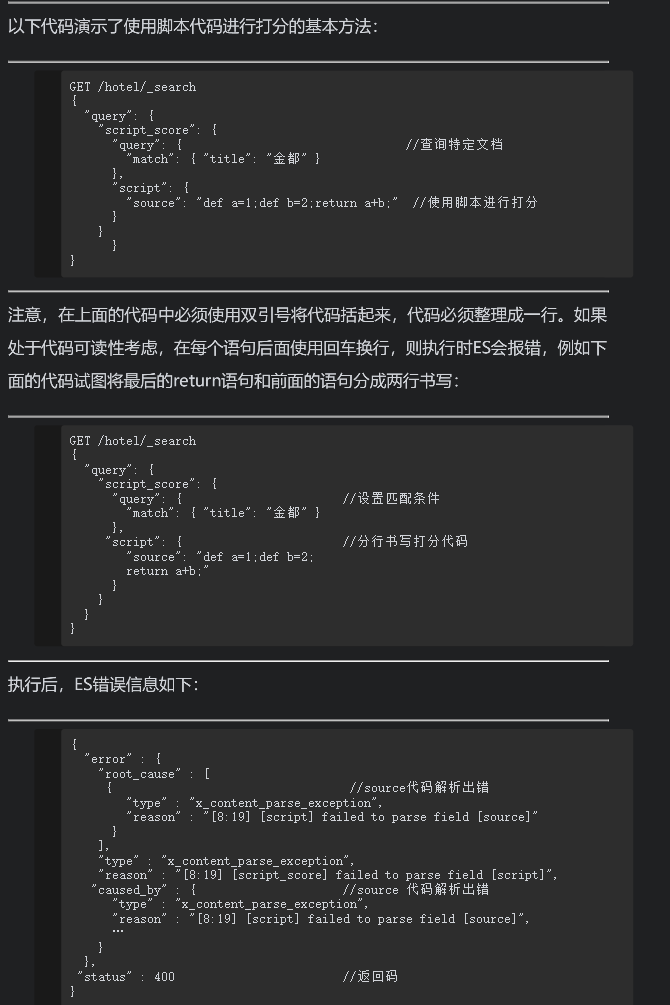 以下代码演示了使用脚本代码进行打分的基本方法：
GET /hotel/_search
{
  "query": {
    "script_score": {
      "query": {                                //查询特定文档
        "match": { "title": "金都" }
      },
      "script": {
        "source": "def a=1;def b=2;return a+b;"  //使用脚本进行打分
      }
    }
      }
}
注意，在上面的代码中必须使用双引号将代码括起来，代码必须整理成一行。如果
处于代码可读性考虑，在每个语句后面使用回车换行，则执行时ES会报错，例如下
面的代码试图将最后的return语句和前面的语句分成两行书写：
GET /hotel/_search
{
  "query": {
    "script_score": {
      "query": {                       //设置匹配条件
        "match": { "title": "金都" }
      },
     "script": {                       //分行书写打分代码
        "source": "def a=1;def b=2;
        return a+b;"
      }
    }
  }
}
执行后，ES错误信息如下：
{
  "error" : {
    "root_cause" : [
     {                                  //source代码解析出错
        "type" : "x_content_parse_exception",
        "reason" : "[8:19] [script] failed to parse field [source]"
      }
    ],
    "type" : "x_content_parse_exception",
    "reason" : "[8:19] [script_score] failed to parse field [script]",
   "caused_by" : {                     //source 代码解析出错
      "type" : "x_content_parse_exception",
      "reason" : "[8:19] [script] failed to parse field [source]",
      …
    }
  },
 "status" : 400                        //返回码
}